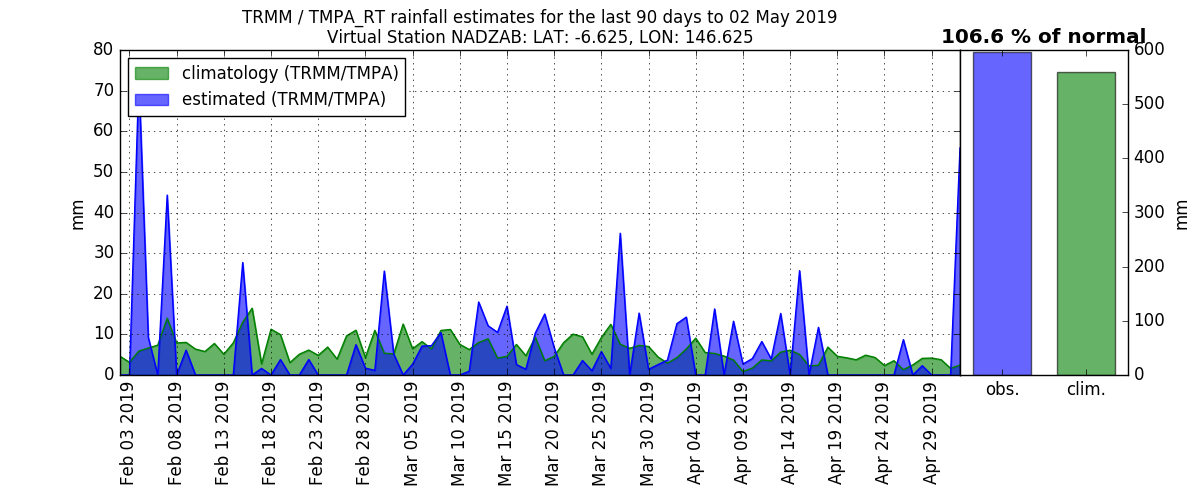 TRMM / TMPA_RT rainfall estimates for the last 90 days to 02 May 2019
Virtual Station NADZAB: LAT: -6.625, LON: 146.625
106.6 % of normal
climatology (TRMM/TMPA)
estimated (TRMM/TMPA)
80
70
60
50
40
30
20
10
0
mm
Feb 03 2019
Feb 08 2019
Feb 13 2019
Feb 18 2019
Feb 23 2019
Feb 28 2019
Mar 05 2019
Mar 10 2019
Mar 15 2019
Mar 20 2019
Mar 25 2019
Mar 30 2019
Apr 04 2019
Apr 09 2019
Apr 14 2019
Apr 19 2019
Apr 24 2019
Apr 29 2019
600
500
400
300
200
100
0
mm
obs.
clim.